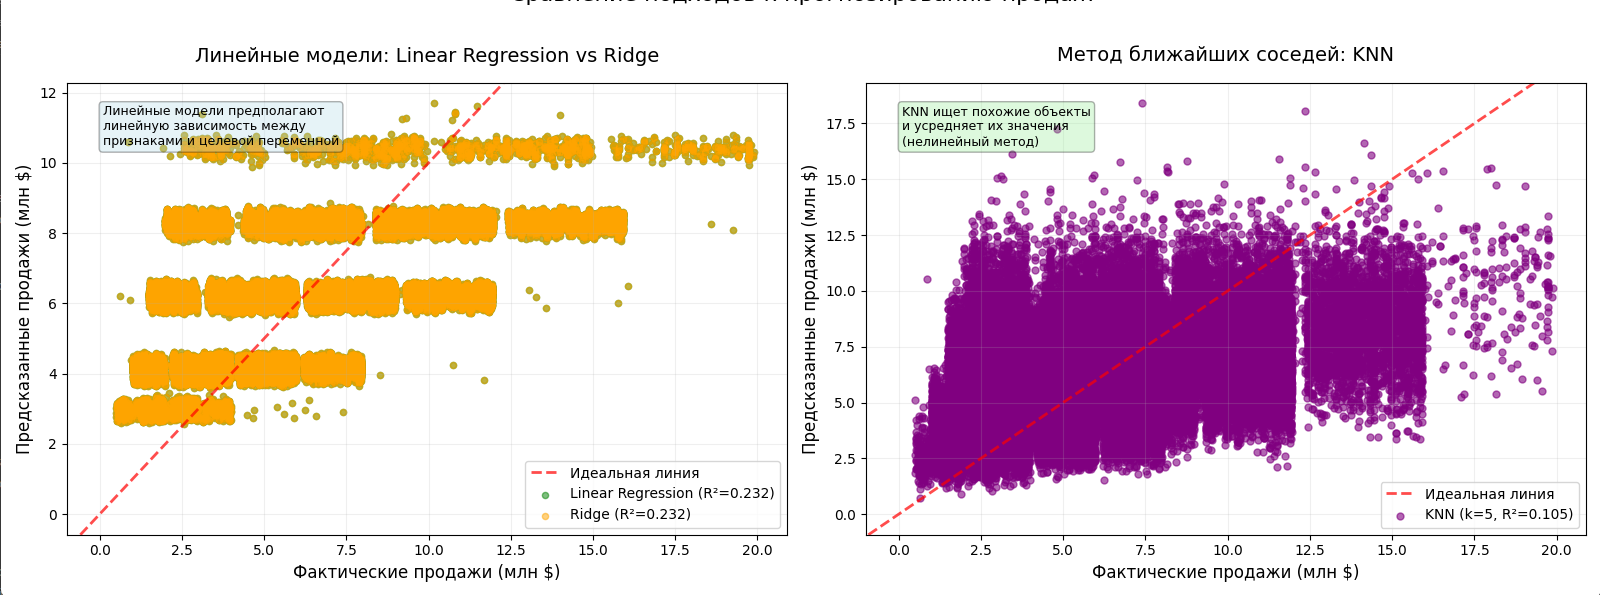 Сравнение подходов к прогнозированию продаж
Линейные модели: Linear Regression vs Ridge
Линейные модели предполагают
линейную зависимость между
признаками и целевой переменной
Предсказанные продажи (млн $)
12
10
8
6
4
2
0
Идеальная линия
Linear Regression (R²=0.232)
Ridge (R²=0.232)
0.0 2.5 5.0 7.5 10.0 12.5 15.0 17.5 20.0
Фактические продажи (млн $)
Метод ближайших соседей: KNN
KNN ищет похожие объекты
и усредняет их значения
(нелинейный метод)
Предсказанные продажи (млн $)
17.5
15.0
12.5
10.0
7.5
5.0
2.5
0.0
Идеальная линия
KNN (k=5, R²=0.105)
0.0 2.5 5.0 7.5 10.0 12.5 15.0 17.5 20.0
Фактические продажи (млн $)